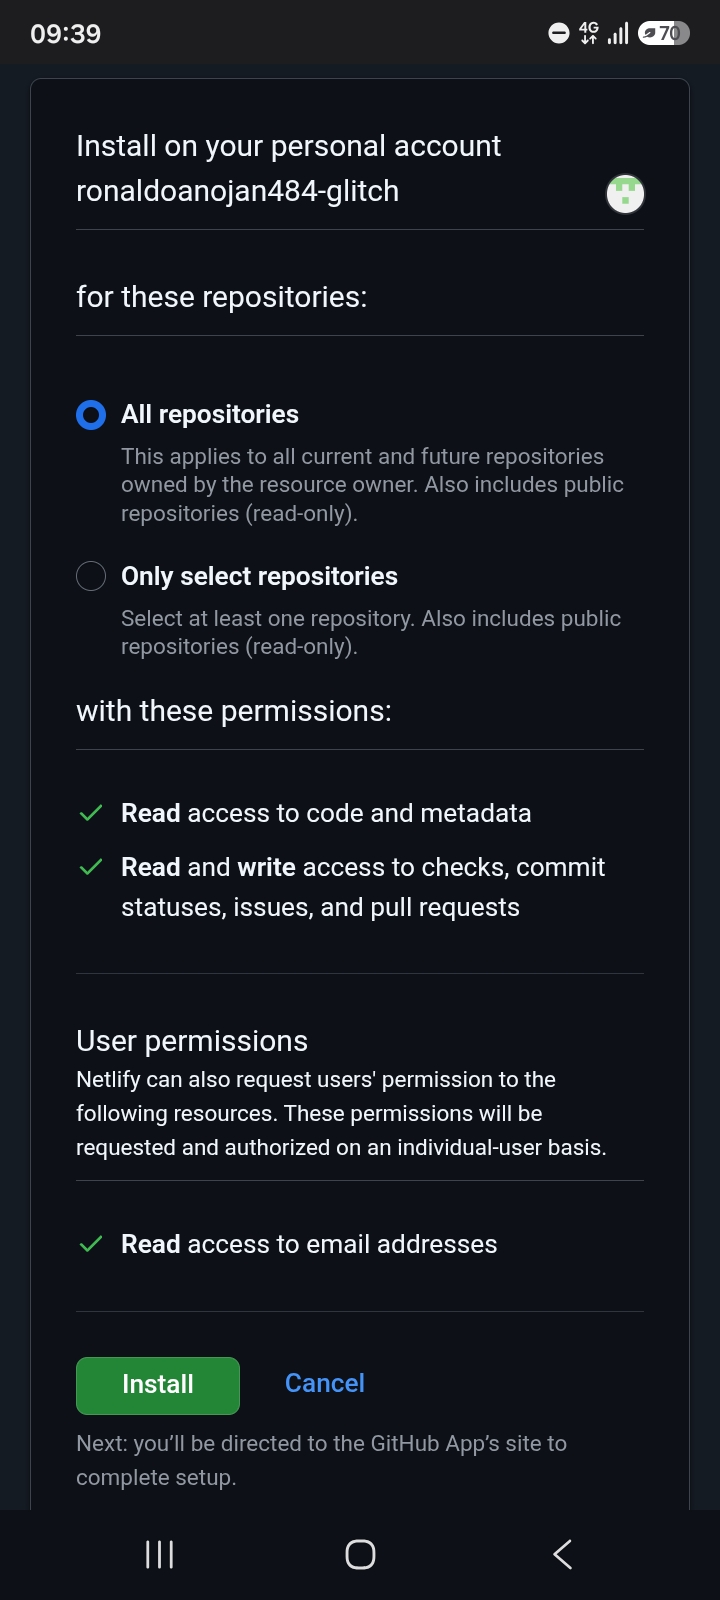 09:39
4G
70
Install on your personal account
ronaldoanojan484-glitch
for these repositories:
All repositories
This applies to all current and future repositories
owned by the resource owner. Also includes public
repositories (read-only).
Only select repositories
Select at least one repository. Also includes public
repositories (read-only).
with these permissions:
Read access to code and metadata
Read and write access to checks, commit
statuses, issues, and pull requests
User permissions
Netlify can also request users' permission to the
following resources. These permissions will be
requested and authorized on an individual-user basis.
Read access to email addresses
Install
Cancel
Next: you’ll be directed to the GitHub App’s site to
complete setup.